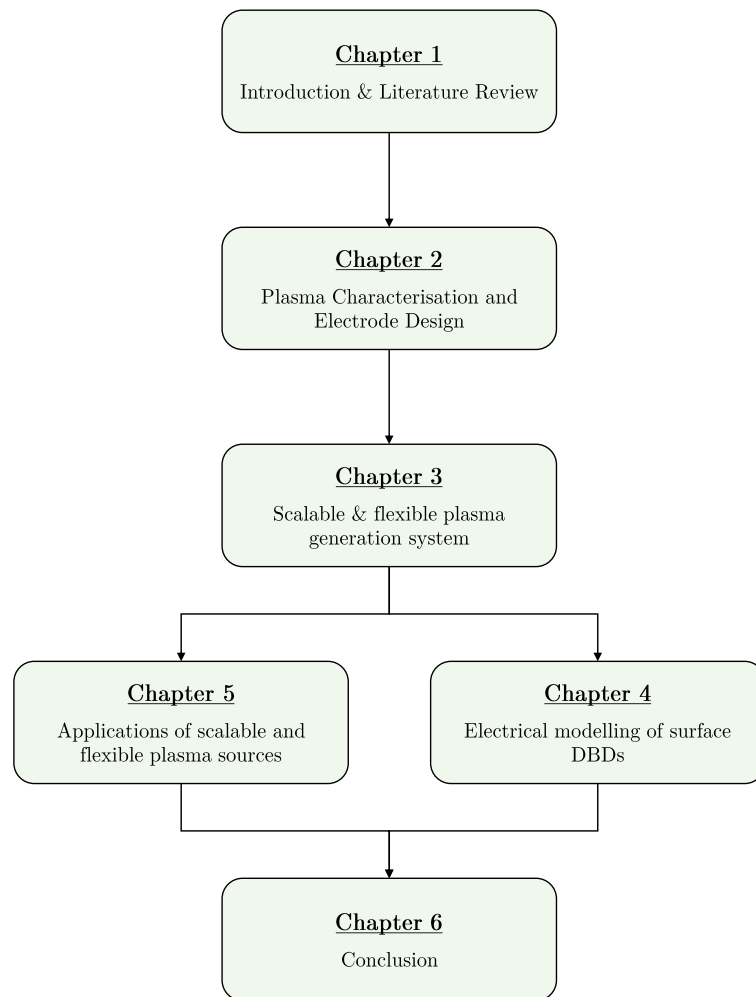 Chapter 1
Introduction & Literature Review
Chapter 2
Plasma Characterisation and
Electrode Design
Chapter 3
Scalable & flexible plasma
generation system
Chapter 5
Applications of scalable and
flexible plasma sources
Chapter 4
Electrical modelling of surface
DBDs
Chapter 6
Conclusion